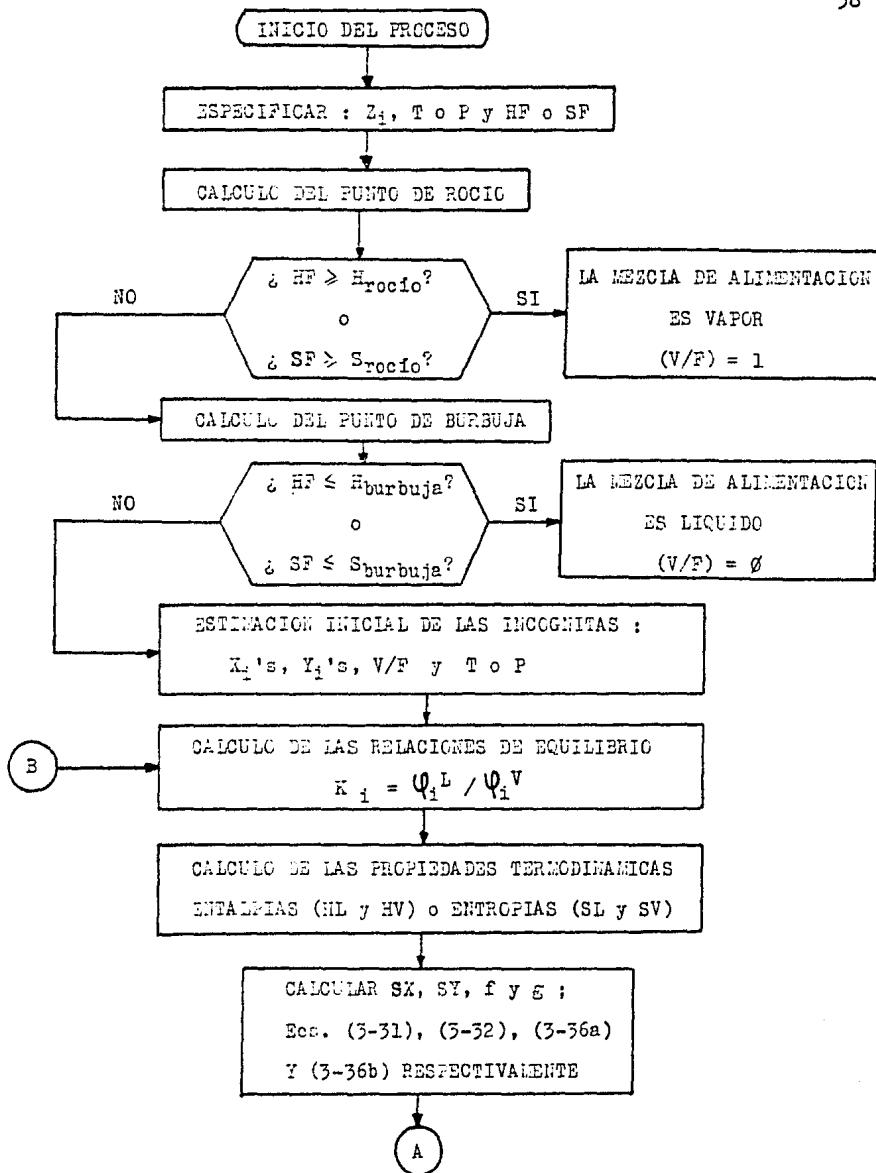 INICIO DEL PROCESO
ESPECIFICAR : Zi, T o P y HF o SF
CALCULO DEL PUNTO DE ROCIO
¿ HF ⩾ Hrocío?
o
¿ SF ⩾ Srocío?
NO
SI
LA MEZCLA DE ALIMENTACION
ES VAPOR
(V/F) = 1
CALCULO DEL PUNTO DE BURBUJA
¿ HF ≤ Hburbuja?
o
¿ SF ≤ Sburbuja?
NO
SI
LA MEZCLA DE ALIMENTACION
ES LIQUIDO
(V/F) = Ø
ESTIMACION INICIAL DE LAS INCOGNITAS :
Xi's, Yi's, V/F y T o P
B
CALCULO DE LAS RELACIONES DE EQUILIBRIO
K i = φiL / φiV
CALCULO DE LAS PROPIEDADES TERMODINAMICAS
ENTALPIAS (HL y HV) o ENTROPIAS (SL y SV)
CALCULAR SX, SY, f y g ;
Ecs. (3-31), (3-32), (3-36a)
Y (3-36b) RESPECTIVAMENTE
A